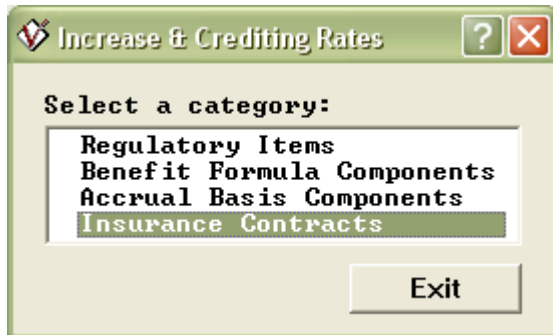 Increase & Crediting Rates
Select a category:
Regulatory Items
Benefit Formula Components
Accrual Basis Components
Insurance Contracts
Exit